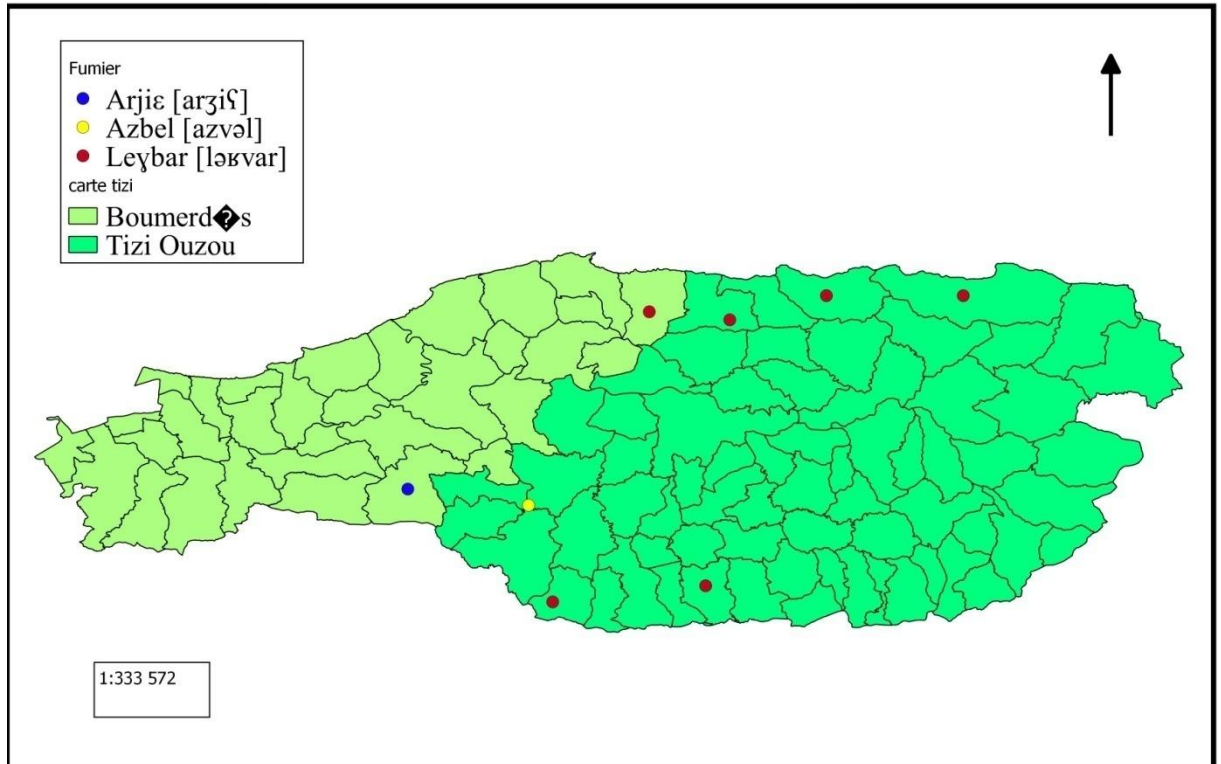 Fumier
Arjiɛ [arʒiʕ]
Azbel [azvəl]
Leɣbar [ləʁvar]
carte tizi
Boumerd�s
Tizi Ouzou
1:333 572